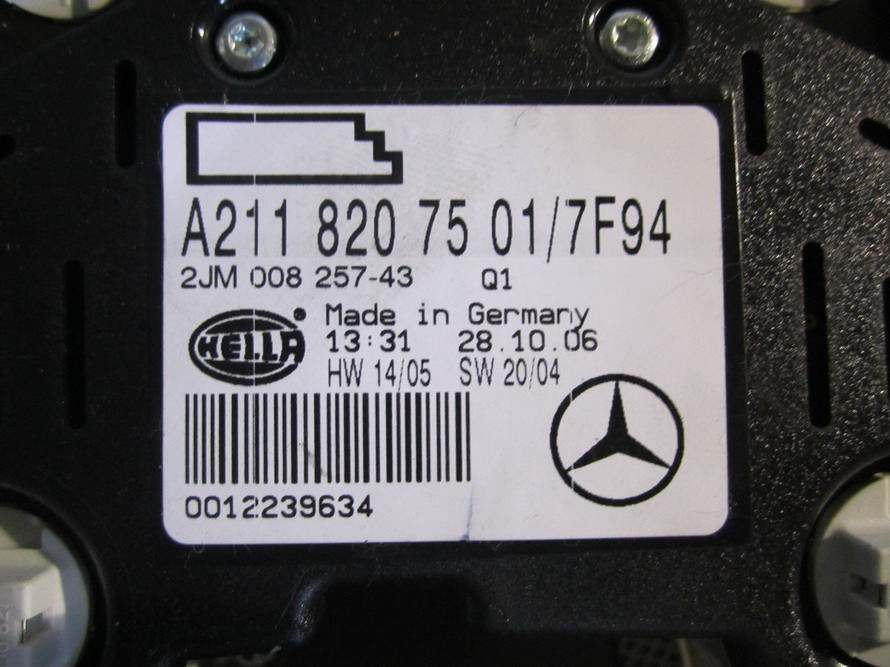 A211 820 75 01/7F94
2JM 008 257-43 Q1
HELLA ®
Made in Germany
13:31 28.10.06
HW 14/05 SW 20/04
0012239634